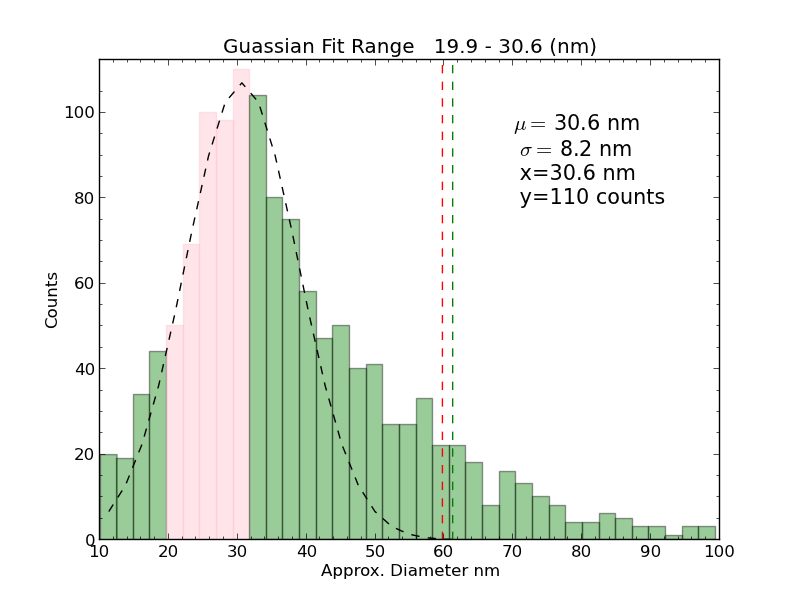 Guassian Fit Range   19.9 - 30.6 (nm)
μ = 30.6 nm
σ = 8.2 nm
x=30.6 nm
y=110 counts
Counts
100
80
60
40
20
0
10 20 30 40 50 60 70 80 90 100
Approx. Diameter nm